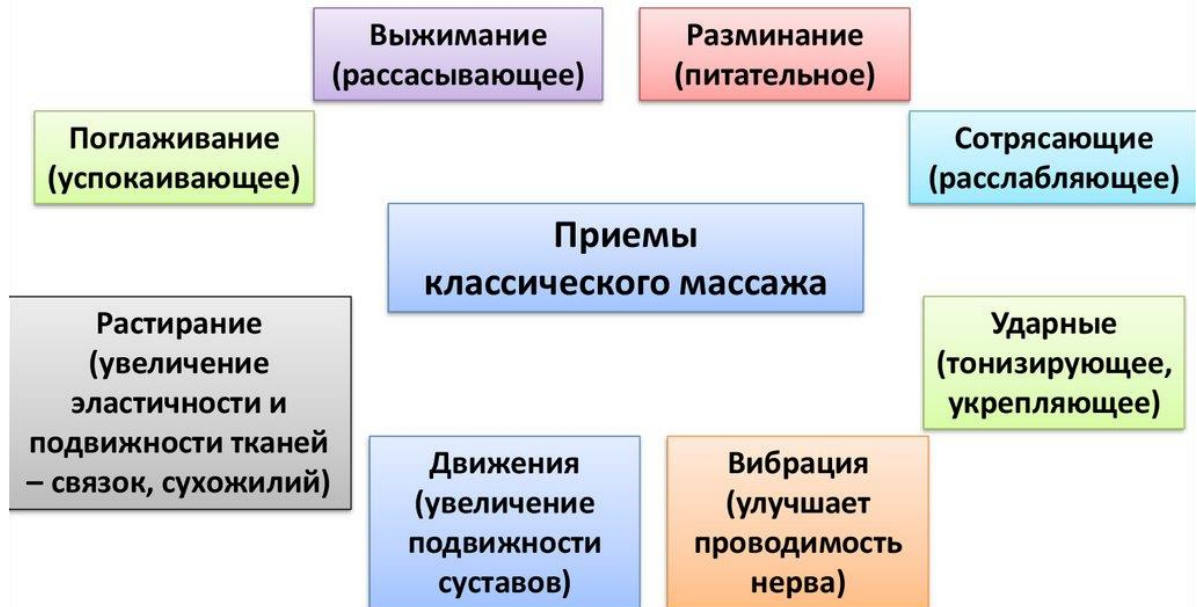 Выжимание
(рассасывающее)
Разминание
(питательное)
Поглаживание
(успокаивающее)
Сотрясающие
(расслабляющее)
Приемы
классического массажа
Растирание
(увеличение
эластичности и
подвижности тканей
– связок, сухожилий)
Ударные
(тонизирующее,
укрепляющее)
Движения
(увеличение
подвижности
суставов)
Вибрация
(улучшает
проводимость
нерва)